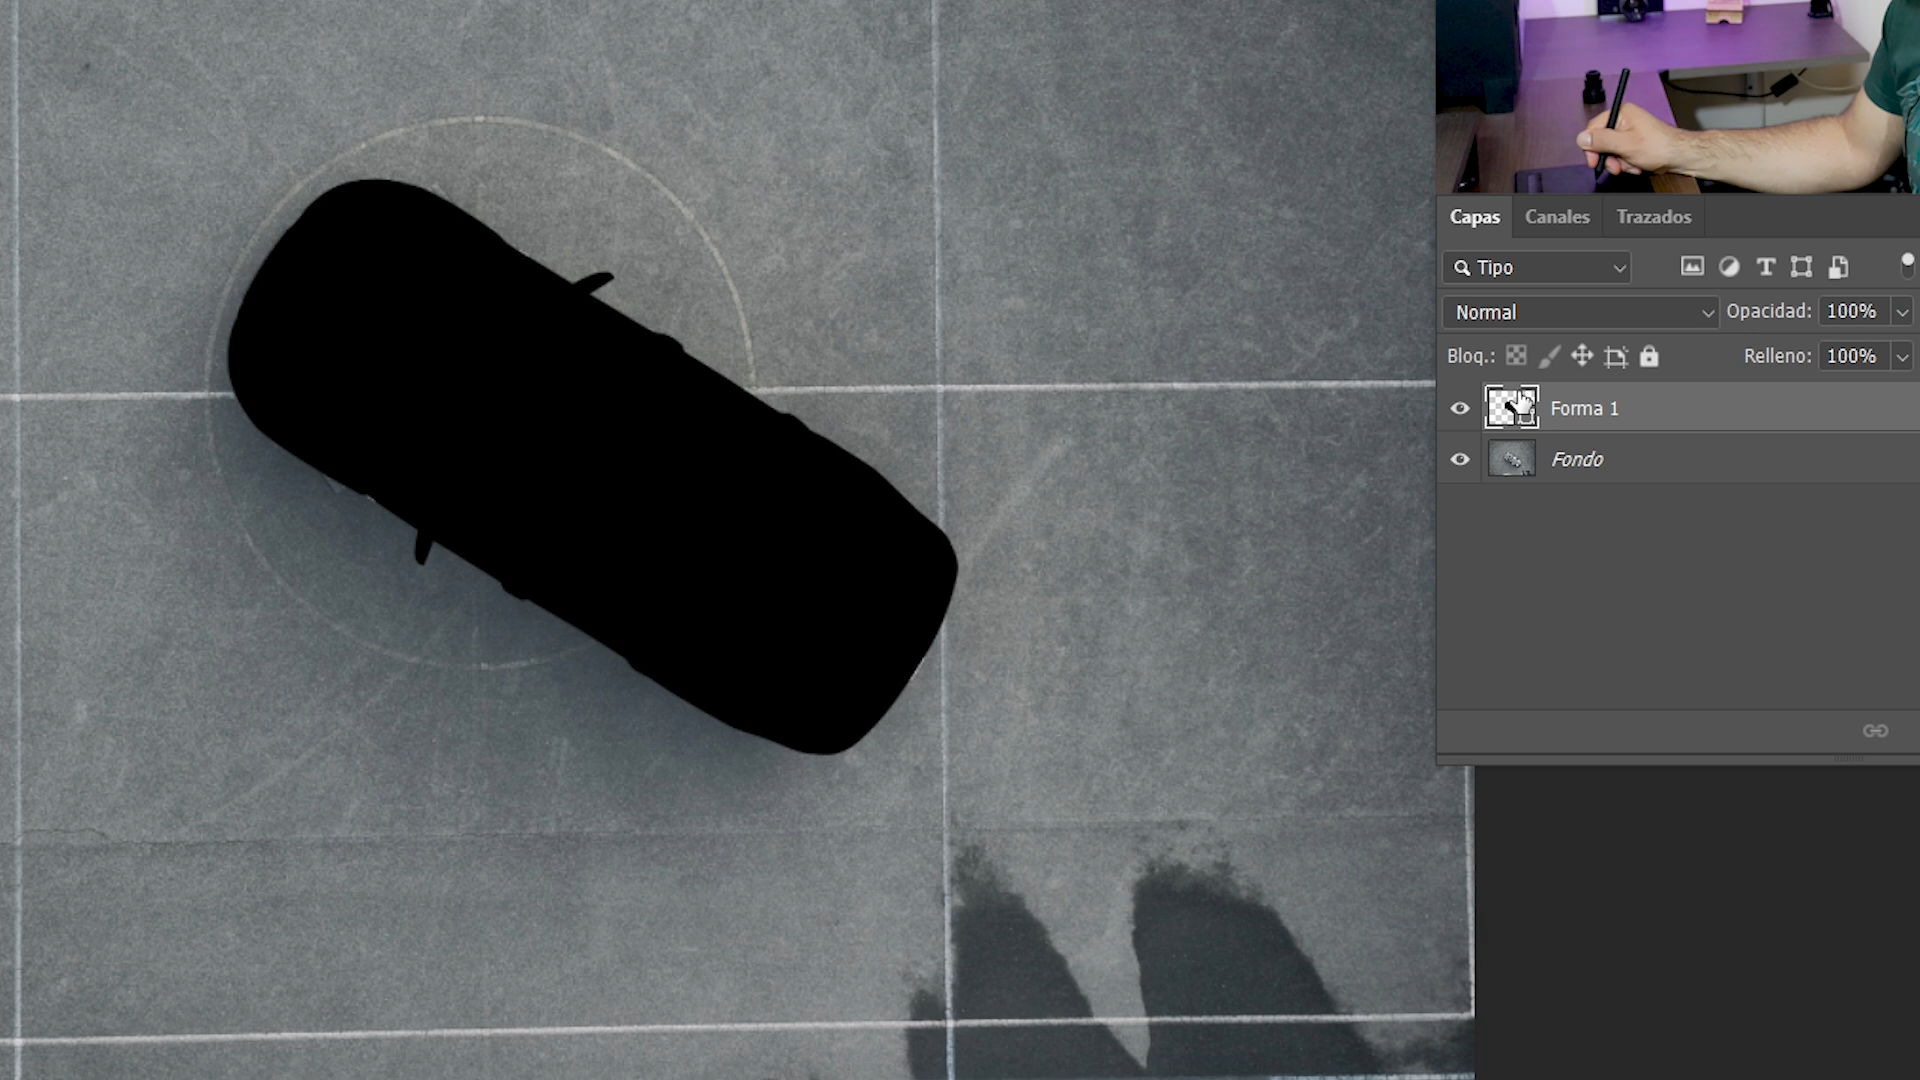 Capas Canales Trazados
Tipo
Normal Opacidad: 100%
Bloq.: Relleno: 100%
Forma 1
Fondo